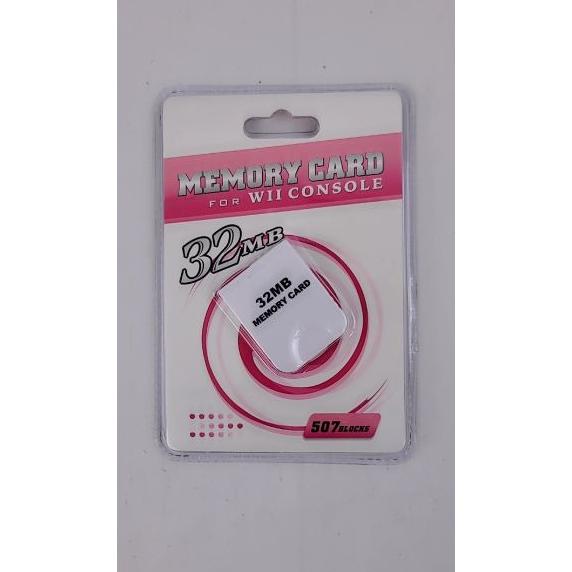 MEMORY CARD
FOR WII CONSOLE
32MB
32MB
MEMORY CARD
507BLOCKS